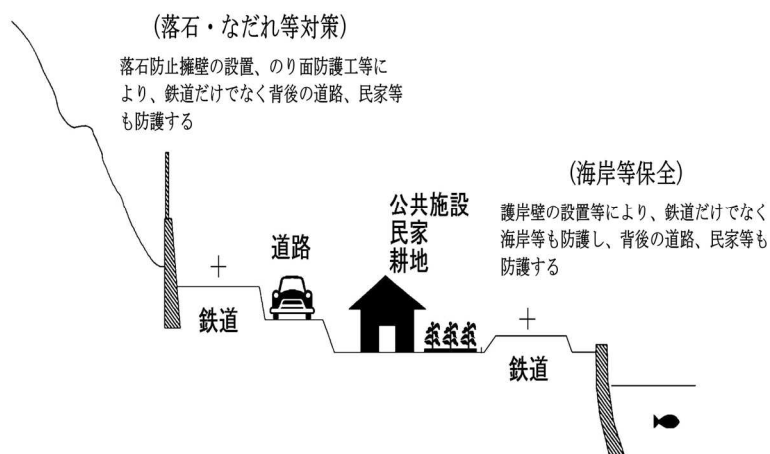 (落石・なだれ等対策)
落石防止擁壁の設置、のり面防護工等に
より、鉄道だけでなく背後の道路、民家等
も防護する
(海岸等保全)
護岸壁の設置等により、鉄道だけでなく
海岸等も防護し、背後の道路、民家等も
防護する
公共施設
民家
耕地
道路
鉄道
鉄道